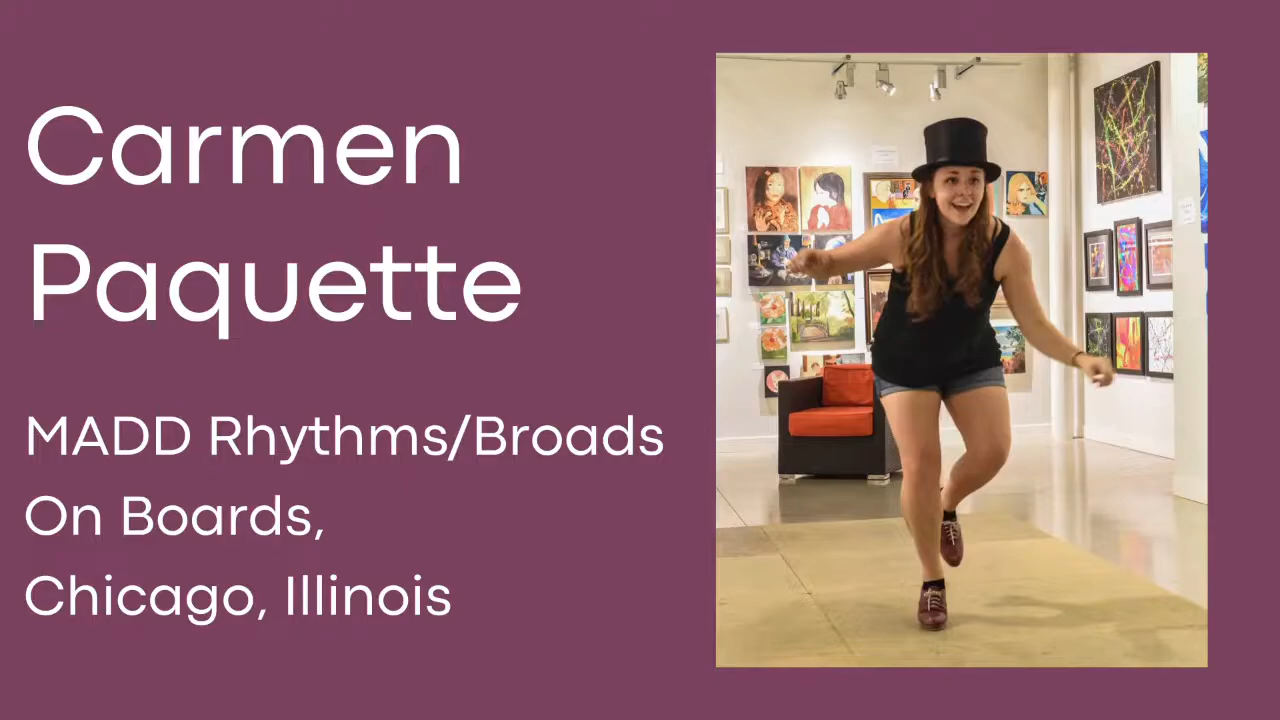 Carmen
Paquette
MADD Rhythms/Broads
On Boards,
Chicago, Illinois